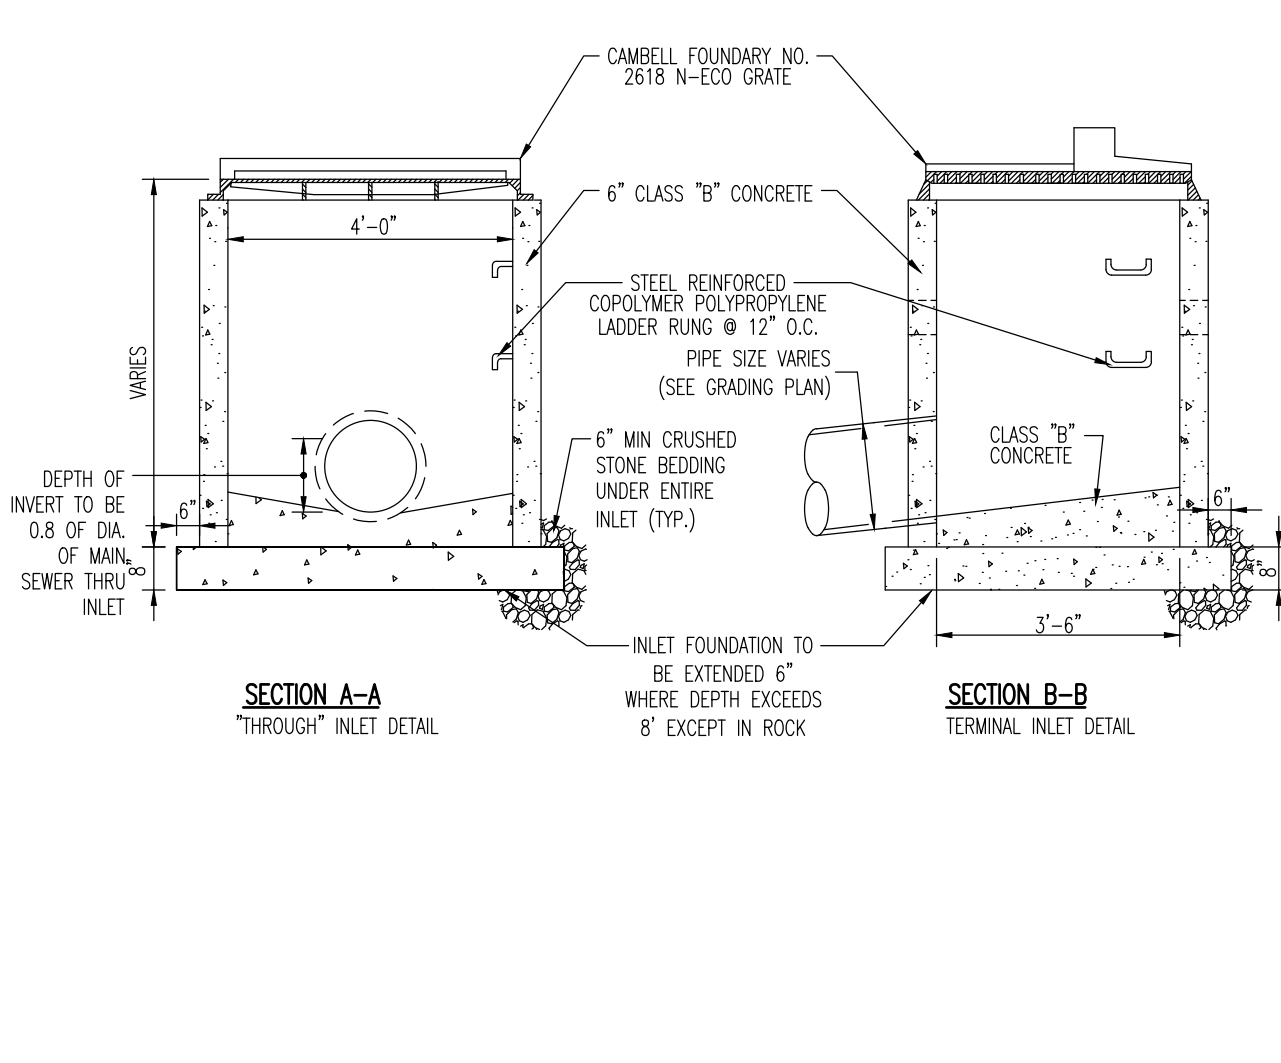 CAMBELL FOUNDARY NO.
2618 N-ECO GRATE
6" CLASS "B" CONCRETE
4'-0"
STEEL REINFORCED
COPOLYMER POLYPROPYLENE
LADDER RUNG @ 12" O.C.
PIPE SIZE VARIES
(SEE GRADING PLAN)
VARIES
6" MIN CRUSHED
STONE BEDDING
UNDER ENTIRE
INLET (TYP.)
CLASS "B"
CONCRETE
DEPTH OF
INVERT TO BE
0.8 OF DIA.
OF MAIN
SEWER THRU
INLET
6"
8"
6"
8"
3'-6"
INLET FOUNDATION TO
BE EXTENDED 6"
WHERE DEPTH EXCEEDS
8' EXCEPT IN ROCK
SECTION A-A
"THROUGH" INLET DETAIL
SECTION B-B
TERMINAL INLET DETAIL